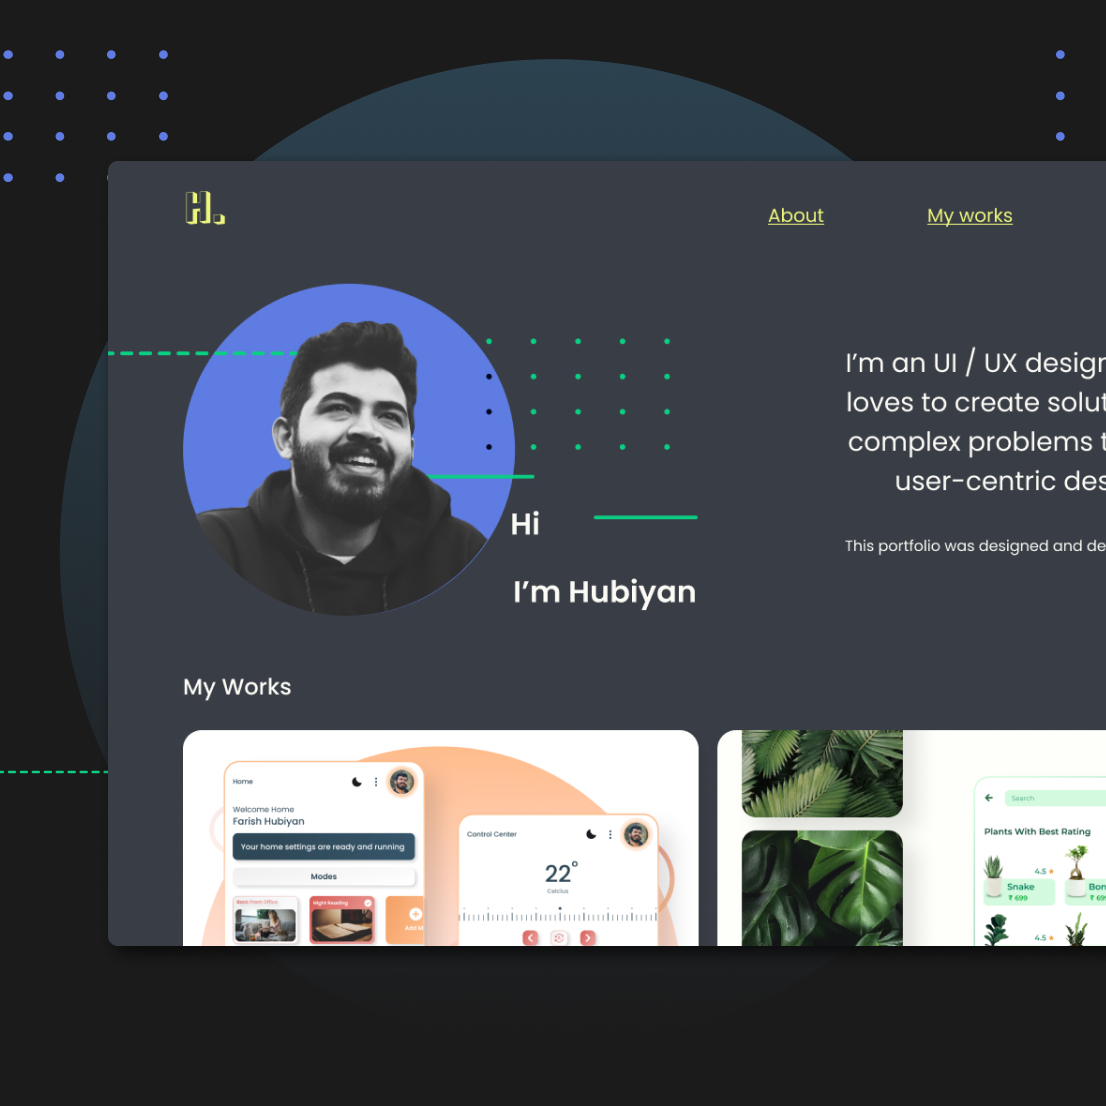 H.
About
My works
I’m an UI / UX design
loves to create solut
complex problems t
user-centric des
This portfolio was designed and de
Hi
I’m Hubiyan
My Works
Home
Welcome Home
Farish Hubiyan
Your home settings are ready and running
Modes
Back From Office
Night Reading
Add M
Control Center
22°
Celcius
Search
Plants With Best Rating
4.5 ★
Snake
₹ 699
Bon
₹ 69
4.5 ★